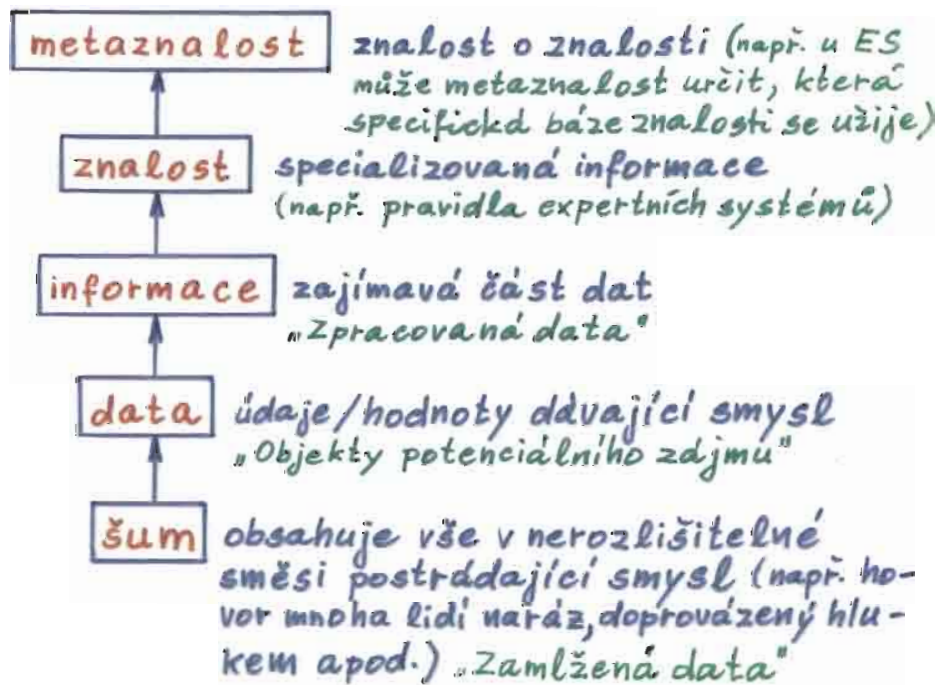 metaznalost znalost o znalosti (např. u ES
může metaznalost určit, která
specifická báze znalosti se užije)
znalost specializovaná informace
(např. pravidla expertních systémů)
informace zajímavá část dat
„Zpracovaná data"
data údaje/hodnoty dávající smysl
„Objekty potenciálního zájmu"
šum obsahuje vše v nerozlišitelné
směsi postrádající smysl (např. ho-
vor mnoha lidí naráz, doprovázený hlu-
kem apod.) „Zamlžená data"